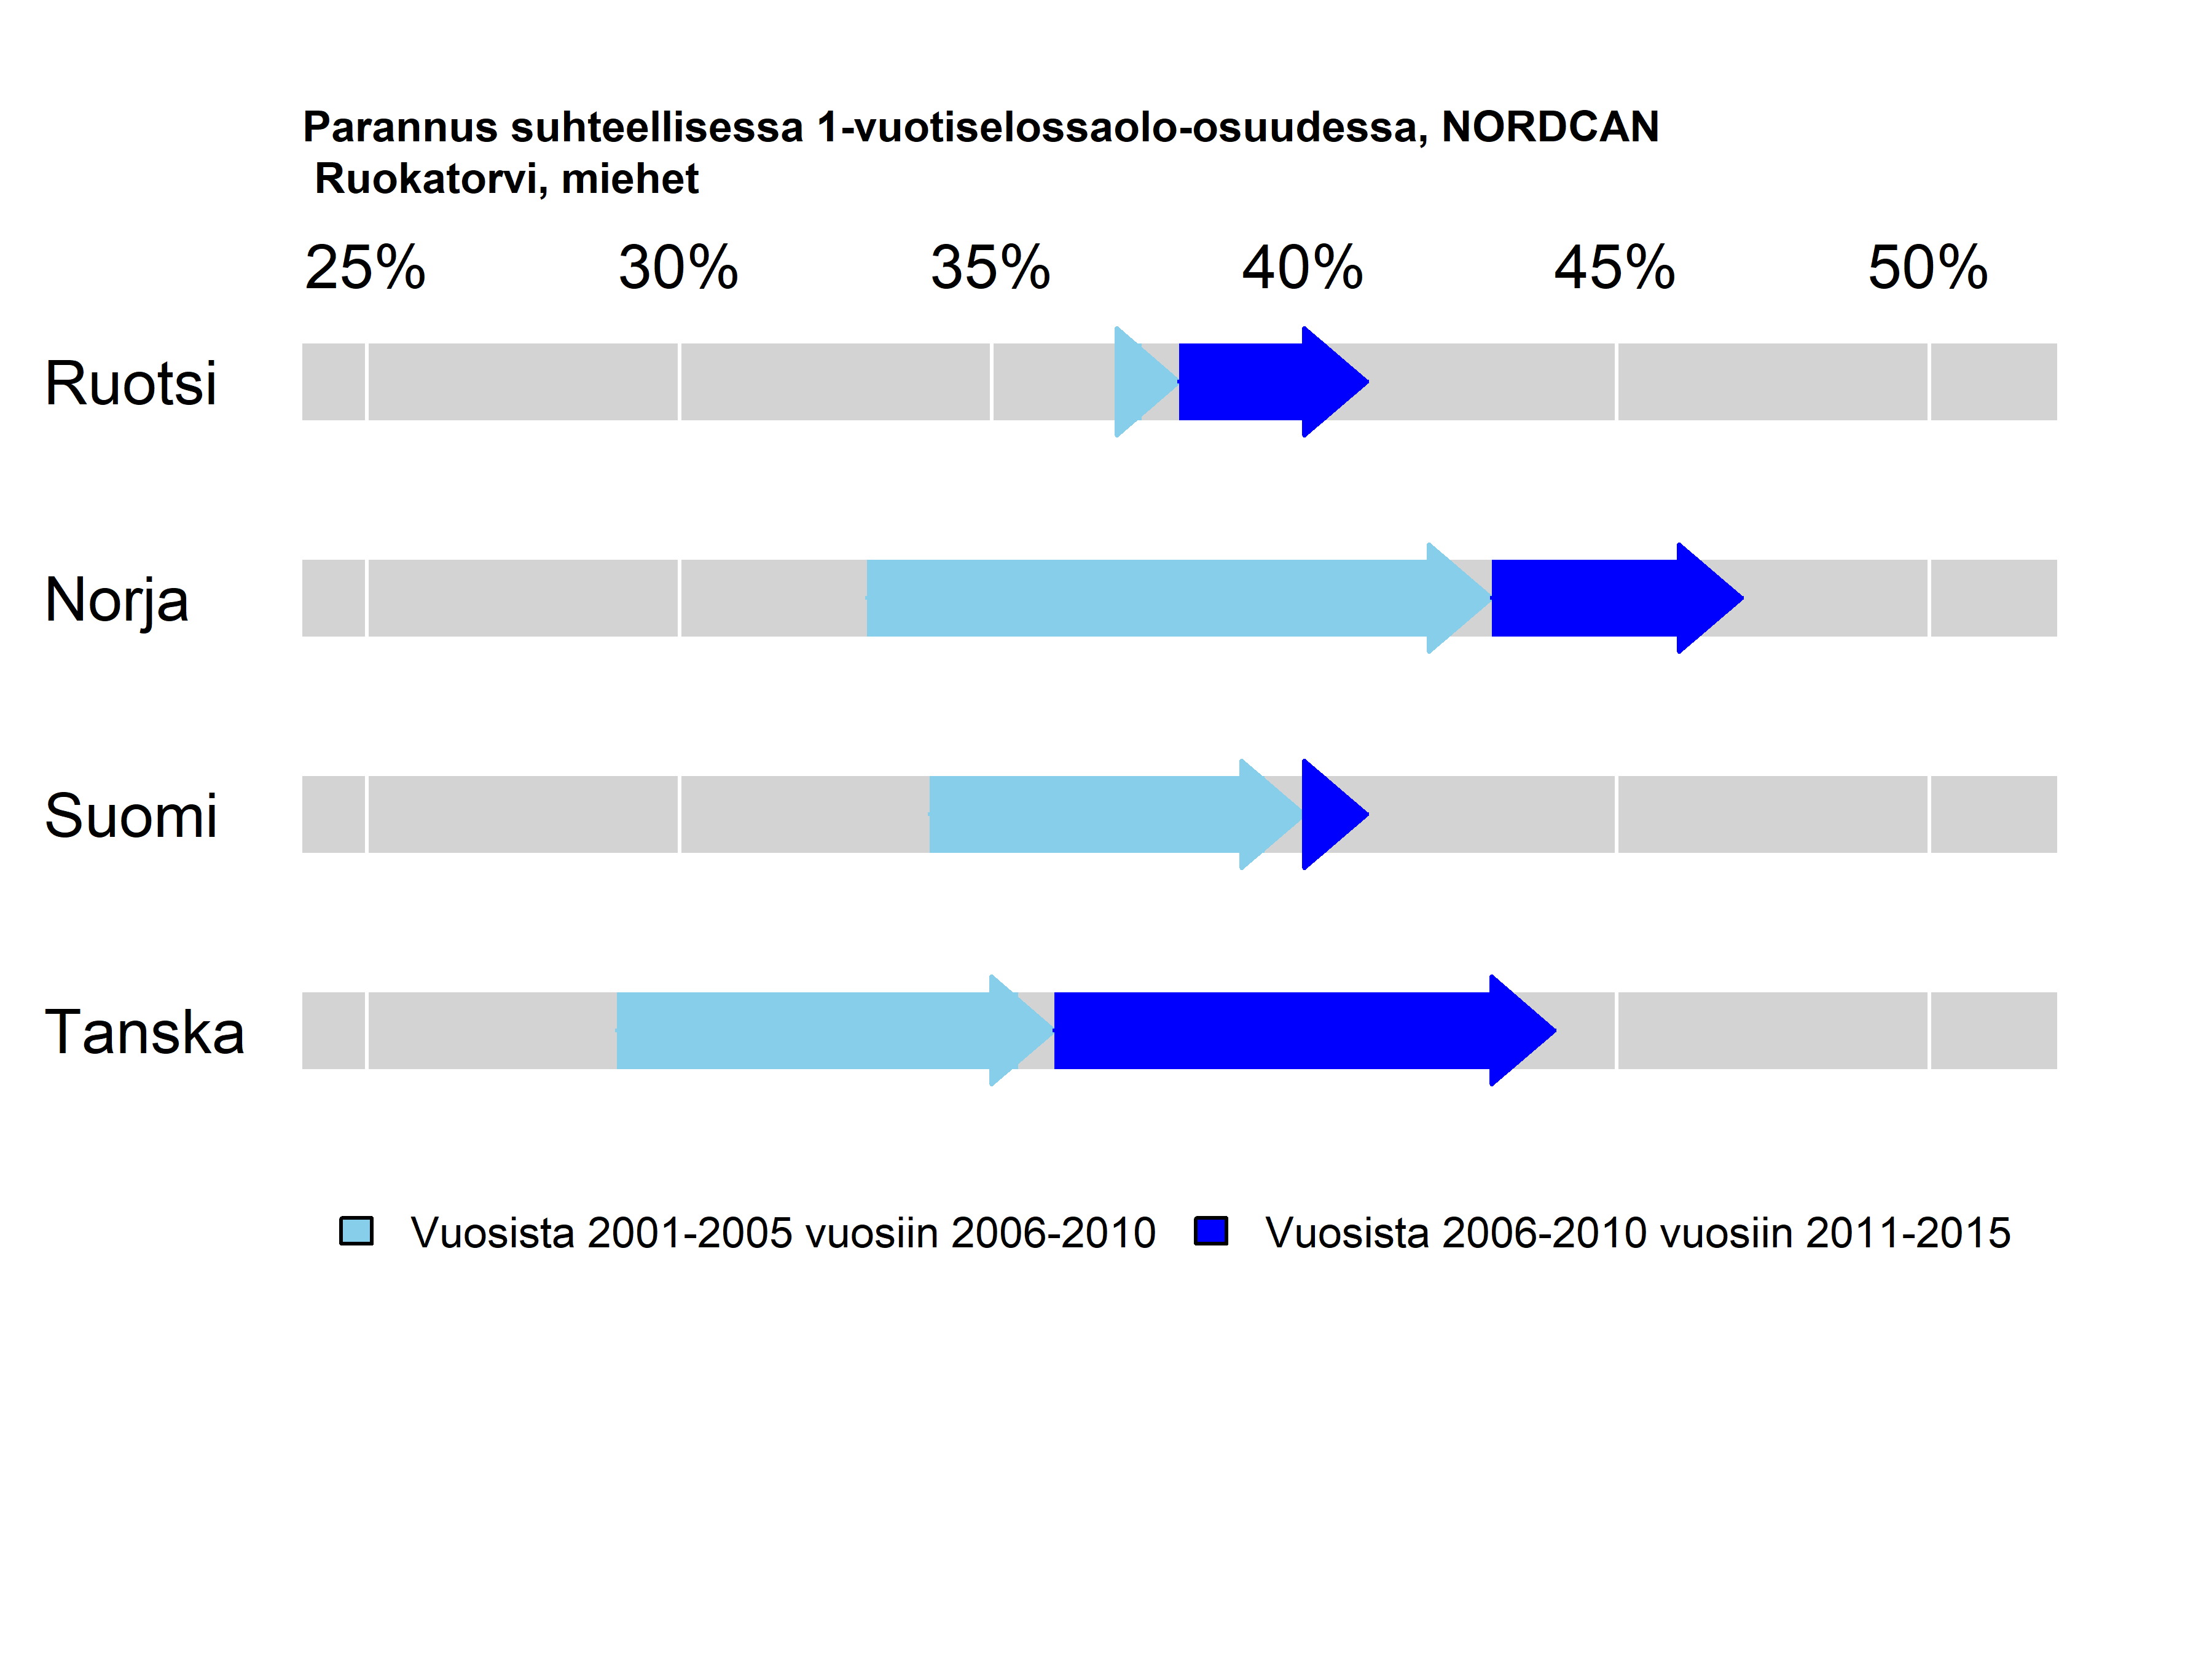 Parannus suhteellisessa 1-vuotiselossaolo-osuudessa, NORDCAN
Ruokatorvi, miehet
25% 30% 35% 40% 45% 50%
Ruotsi
Norja
Suomi
Tanska
Vuosista 2001-2005 vuosiin 2006-2010 Vuosista 2006-2010 vuosiin 2011-2015